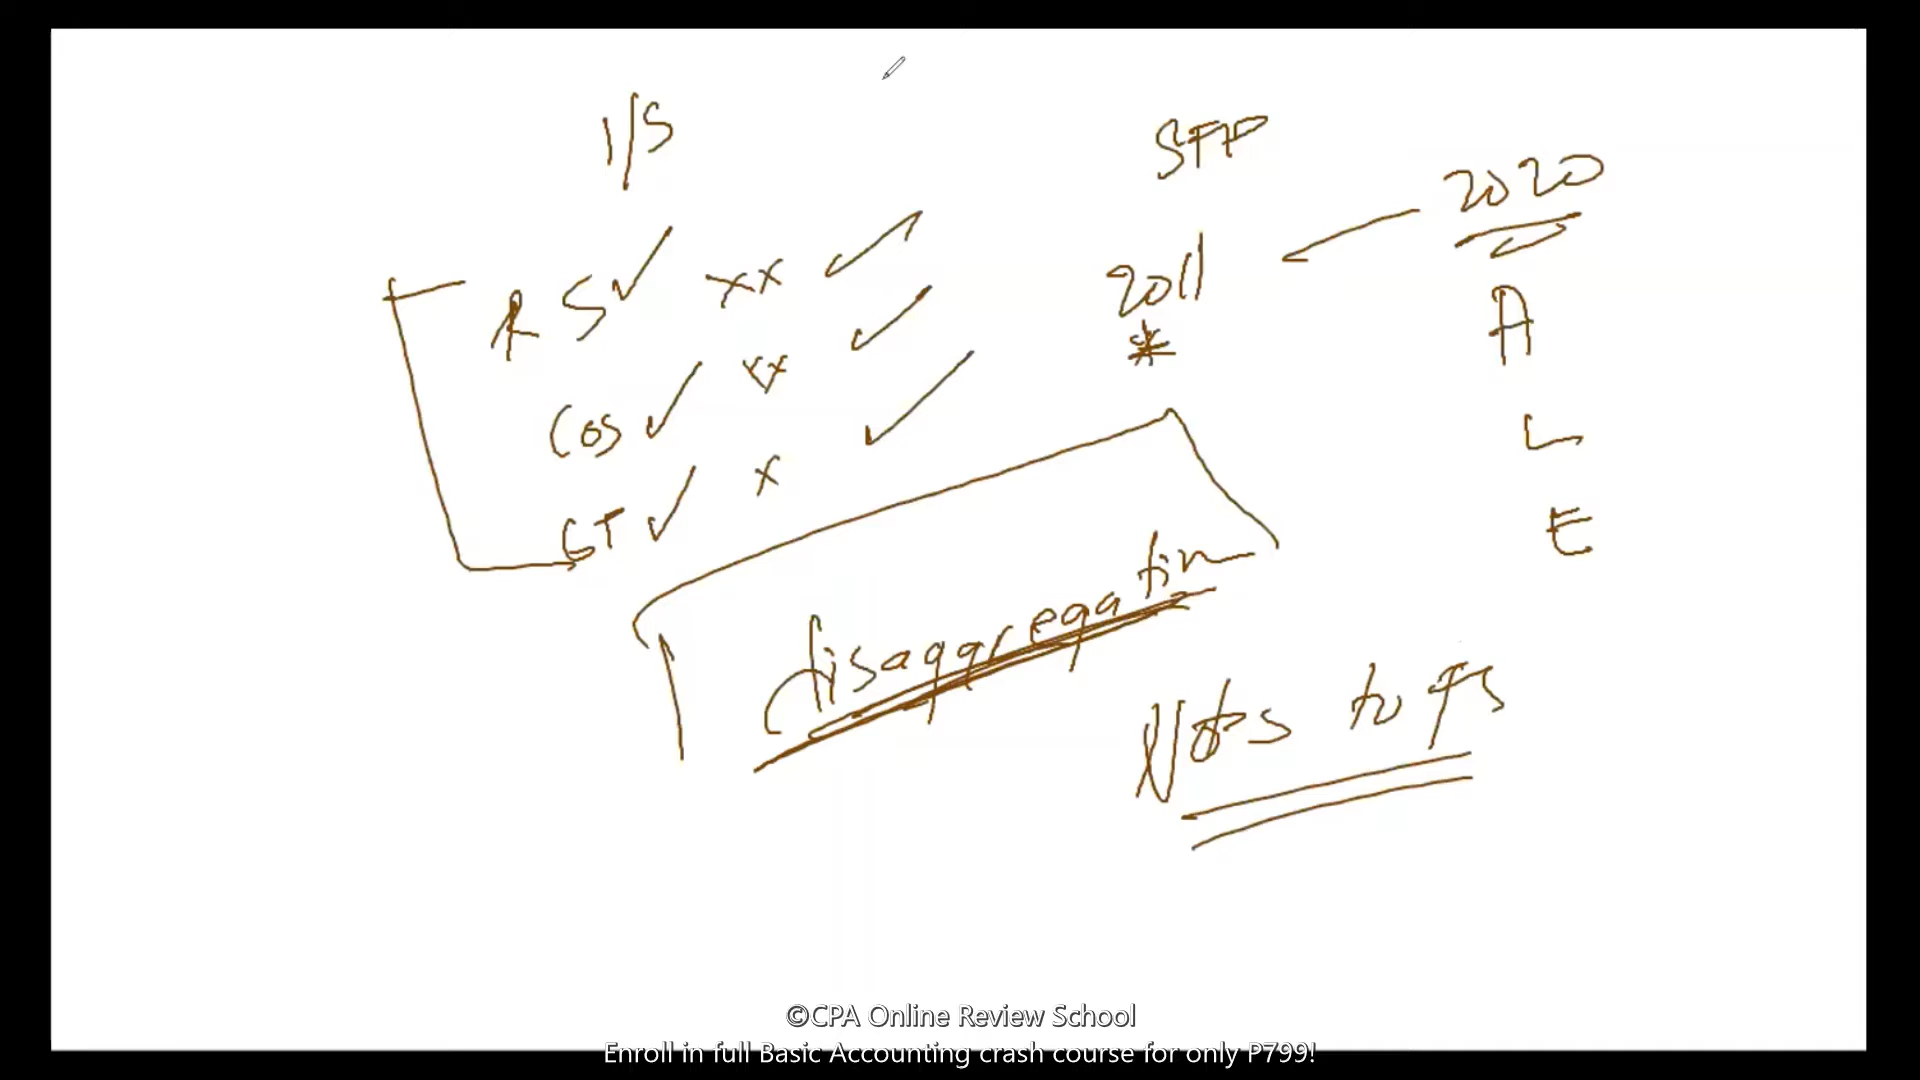 I/S
SFP
2020
RS xx
2011
A
COS xx
L
GT x
E
disaggregation
Notes to FS
©CPA Online Review School
Enroll in full Basic Accounting crash course for only P799!